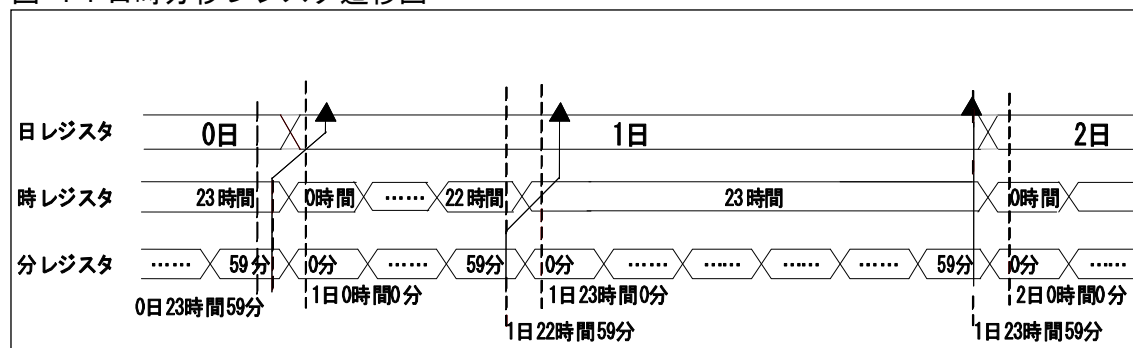 日レジスタ 0日 1日 2日
時レジスタ 23時間 0時間 …… 22時間 23時間 0時間
分レジスタ …… 59分 0分 …… 59分 0分 …… …… …… …… 59分 0分 ……
0日23時間59分 1日0時間0分 1日23時間0分 2日0時間0分
1日22時間59分 1日23時間59分